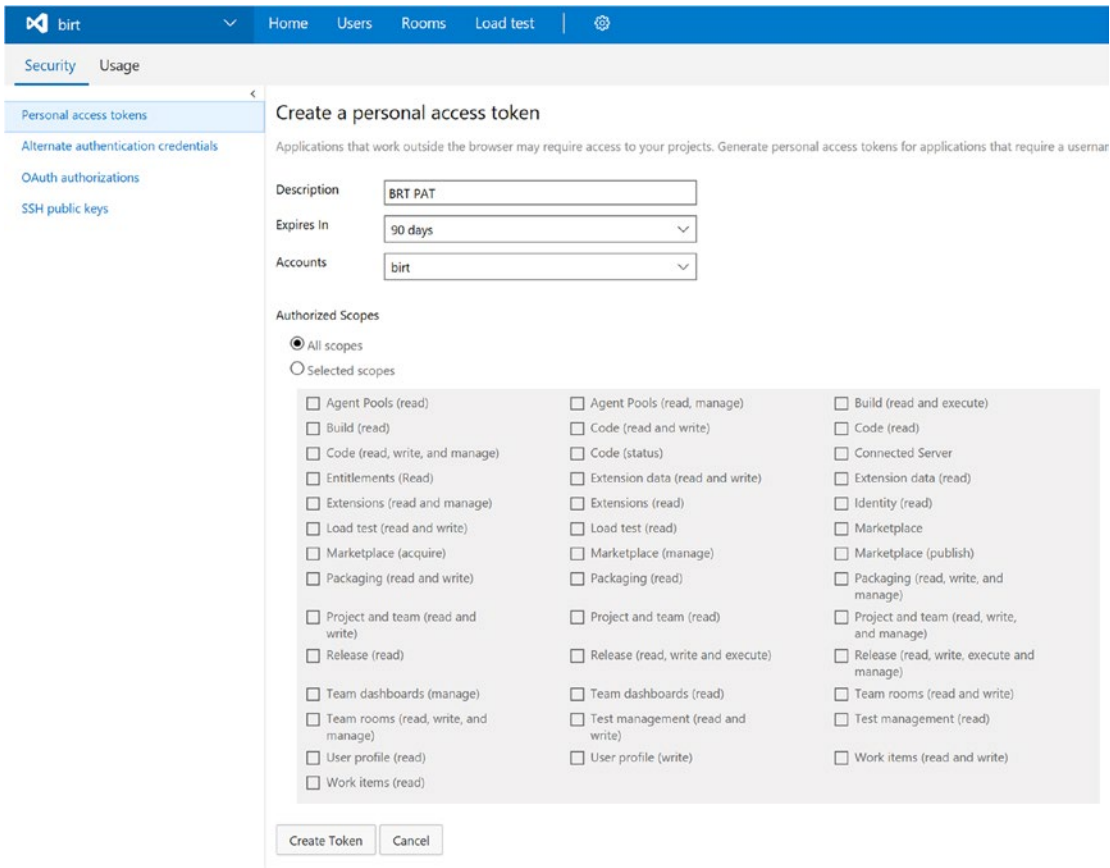 birt Home Users Rooms Load test
Security Usage
Personal access tokens
Alternate authentication credentials
OAuth authorizations
SSH public keys
Create a personal access token
Applications that work outside the browser may require access to your projects. Generate personal access tokens for applications that require a usernar
Description BRT PAT
Expires In 90 days
Accounts birt
Authorized Scopes
All scopes
Selected scopes
Agent Pools (read) Agent Pools (read, manage) Build (read and execute)
Build (read) Code (read and write) Code (read)
Code (read, write, and manage) Code (status) Connected Server
Entitlements (Read) Extension data (read and write) Extension data (read)
Extensions (read and manage) Extensions (read) Identity (read)
Load test (read and write) Load test (read) Marketplace
Marketplace (acquire) Marketplace (manage) Marketplace (publish)
Packaging (read and write) Packaging (read) Packaging (read, write, and
manage)
Project and team (read and Project and team (read) Project and team (read, write,
write) and manage)
Release (read) Release (read, write and execute) Release (read, write, execute and
manage)
Team dashboards (manage) Team dashboards (read) Team rooms (read and write)
Team rooms (read, write, and Test management (read and Test management (read)
manage) write)
User profile (read) User profile (write) Work items (read and write)
Work items (read)
Create Token Cancel